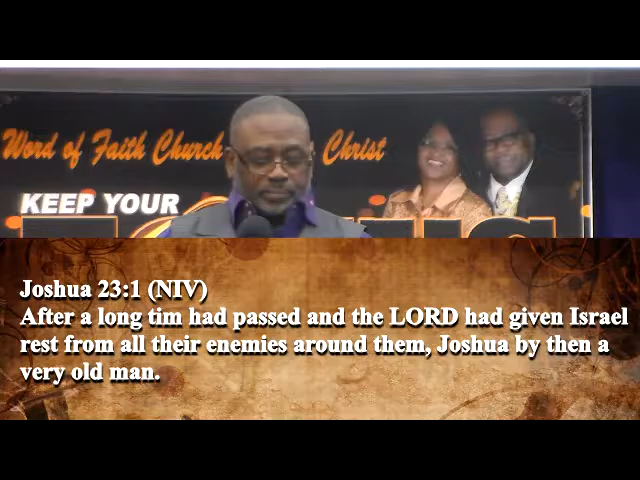 Word of Faith Church Christ
KEEP YOUR
Joshua 23:1 (NIV)
After a long tim had passed and the LORD had given Israel
rest from all their enemies around them, Joshua by then a
very old man.